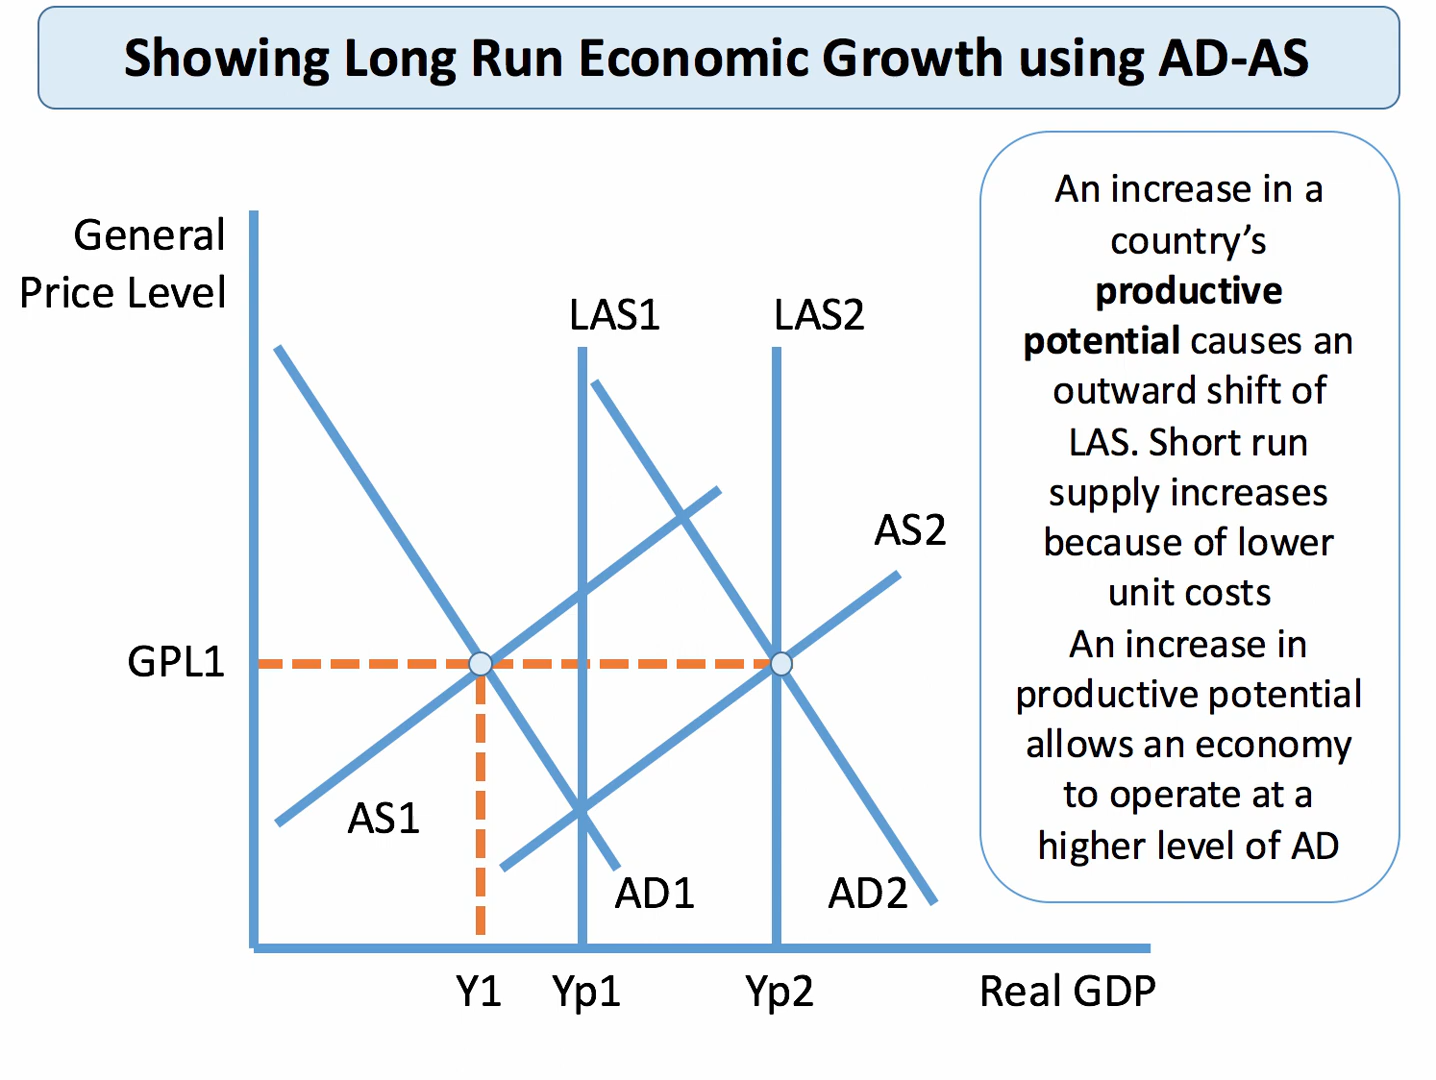 Showing Long Run Economic Growth using AD-AS
General
Price Level
LAS1
LAS2
AS2
GPL1
AS1
AD1
AD2
Y1
Yp1
Yp2
Real GDP
An increase in a
country’s
productive
potential causes an
outward shift of
LAS. Short run
supply increases
because of lower
unit costs
An increase in
productive potential
allows an economy
to operate at a
higher level of AD